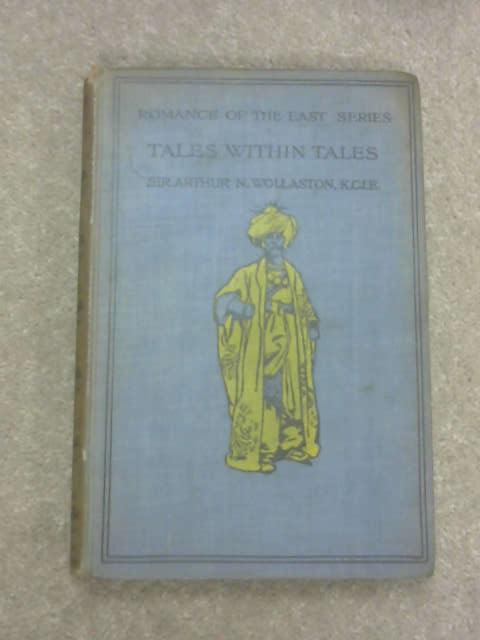 ROMANCE OF THE EAST SERIES
TALES WITHIN TALES
SIR ARTHUR N. WOLLASTON, K.C.I.E.